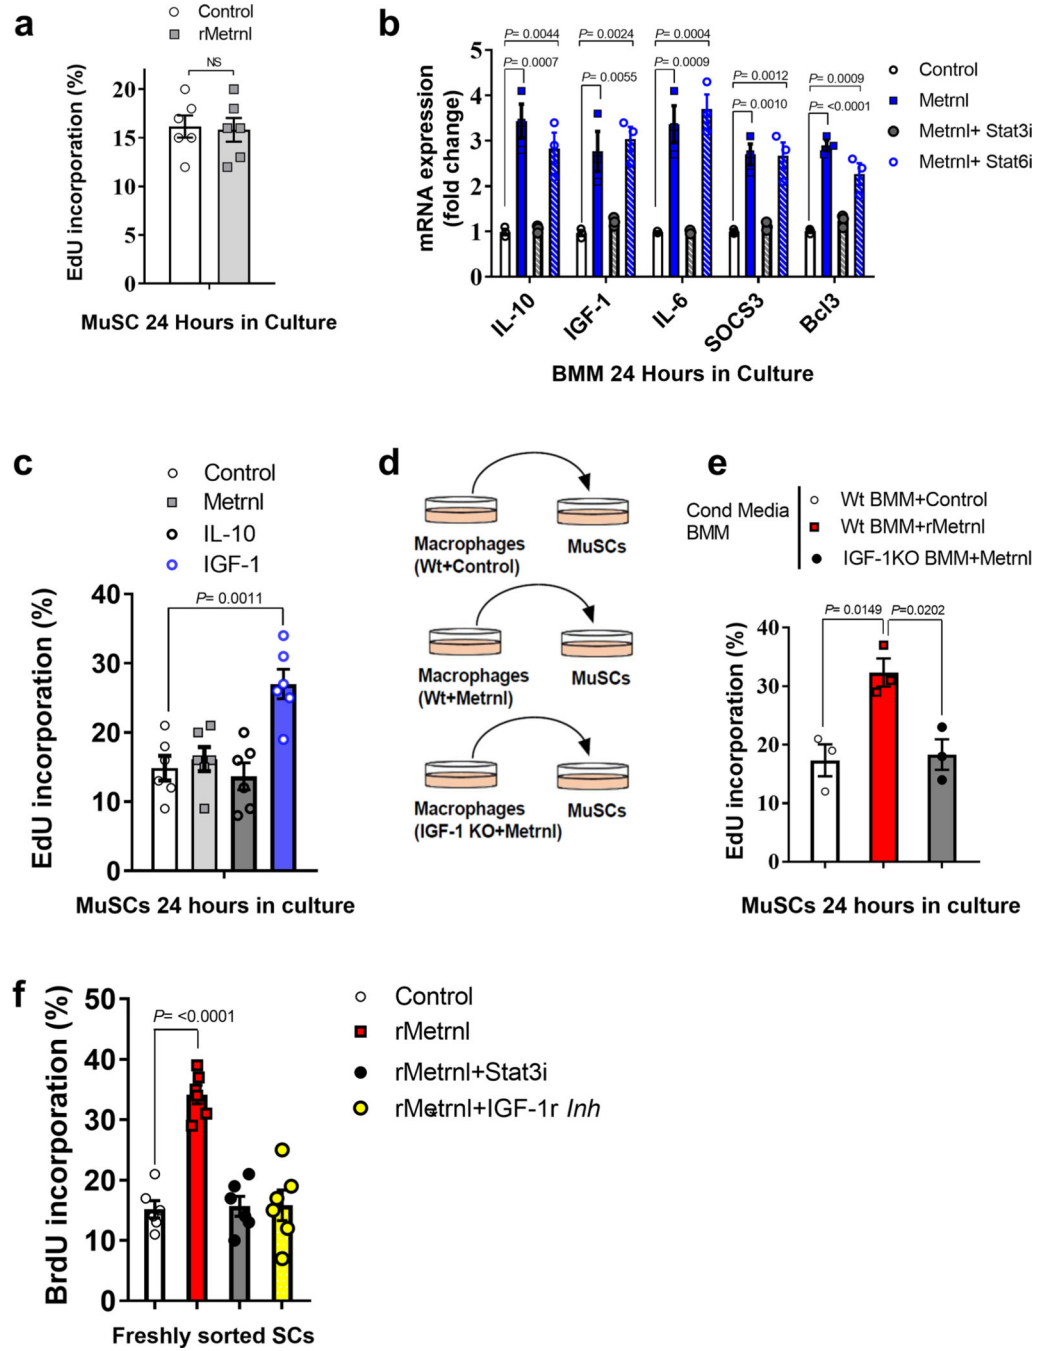 a
Control
rMetrnl
NS
EdU incorporation (%)
20
15
10
5
0
MuSC 24 Hours in Culture
b
P= 0.0044
P= 0.0024
P= 0.0004
P= 0.0007
P= 0.0055
P= 0.0009
P= 0.0012
P= 0.0009
P= 0.0010
P= <0.0001
mRNA expression
(fold change)
5
4
3
2
1
0
IL-10
IGF-1
IL-6
SOCS3
Bcl3
BMM 24 Hours in Culture
Control
Metrnl
Metrnl+ Stat3i
Metrnl+ Stat6i
c
Control
Metrnl
IL-10
IGF-1
P= 0.0011
EdU incorporation (%)
40
30
20
10
0
MuSCs 24 hours in culture
d
Macrophages
(Wt+Control)
MuSCs
Macrophages
(Wt+Metrnl)
MuSCs
Macrophages
(IGF-1 KO+Metrnl)
MuSCs
e
Cond Media
BMM
Wt BMM+Control
Wt BMM+rMetrnl
IGF-1KO BMM+Metrnl
P= 0.0149
P=0.0202
EdU incorporation (%)
40
30
20
10
0
MuSCs 24 hours in culture
f
P= <0.0001
BrdU incorporation (%)
50
40
30
20
10
0
Freshly sorted SCs
Control
rMetrnl
rMetrnl+Stat3i
rMetrnl+IGF-1r Inh